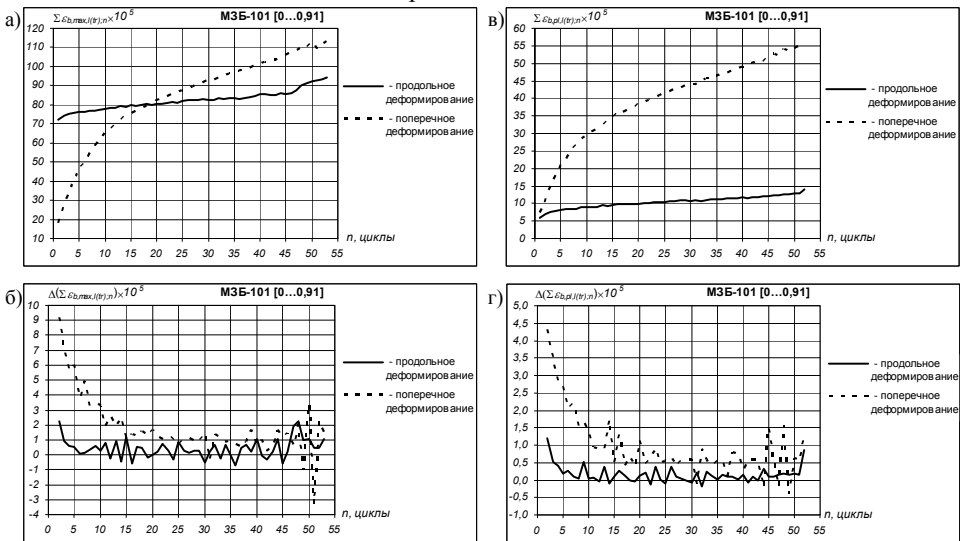 а)
Σε_{b,max,l(tr);n}×10⁵
МЗБ-101 [0...0,91]
120
110
100
90
80
70
60
50
40
30
20
10
0 5 10 15 20 25 30 35 40 45 50 55
n, циклы
- продольное деформирование
- поперечное деформирование
в)
Σε_{b,pl,l(tr);n}×10⁵
МЗБ-101 [0...0,91]
60
55
50
45
40
35
30
25
20
15
10
5
0
0 5 10 15 20 25 30 35 40 45 50 55
n, циклы
- продольное деформирование
- поперечное деформирование
б)
Δ(Σε_{b,max,l(tr);n})×10⁵
МЗБ-101 [0...0,91]
10
9
8
7
6
5
4
3
2
1
0
-1
-2
-3
-4
0 5 10 15 20 25 30 35 40 45 50 55
n, циклы
- продольное деформирование
- поперечное деформирование
г)
Δ(Σε_{b,pl,l(tr);n})×10⁵
МЗБ-101 [0...0,91]
5,0
4,5
4,0
3,5
3,0
2,5
2,0
1,5
1,0
0,5
0,0
-0,5
-1,0
0 5 10 15 20 25 30 35 40 45 50 55
n, циклы
- продольное деформирование
- поперечное деформирование